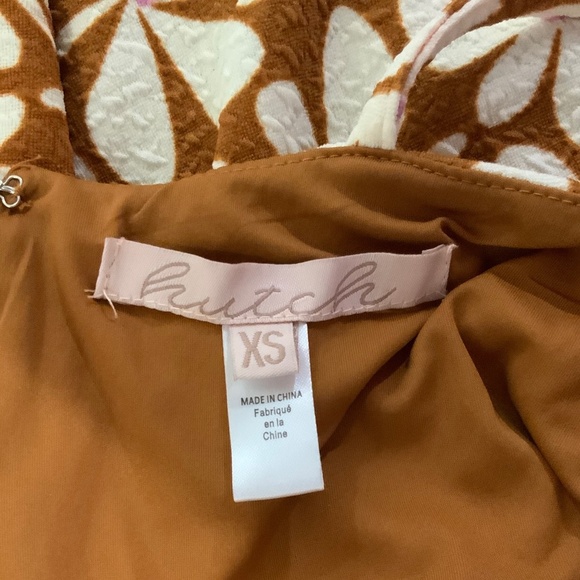 hutch
XS
MADE IN CHINA
Fabriqué
en la
Chine